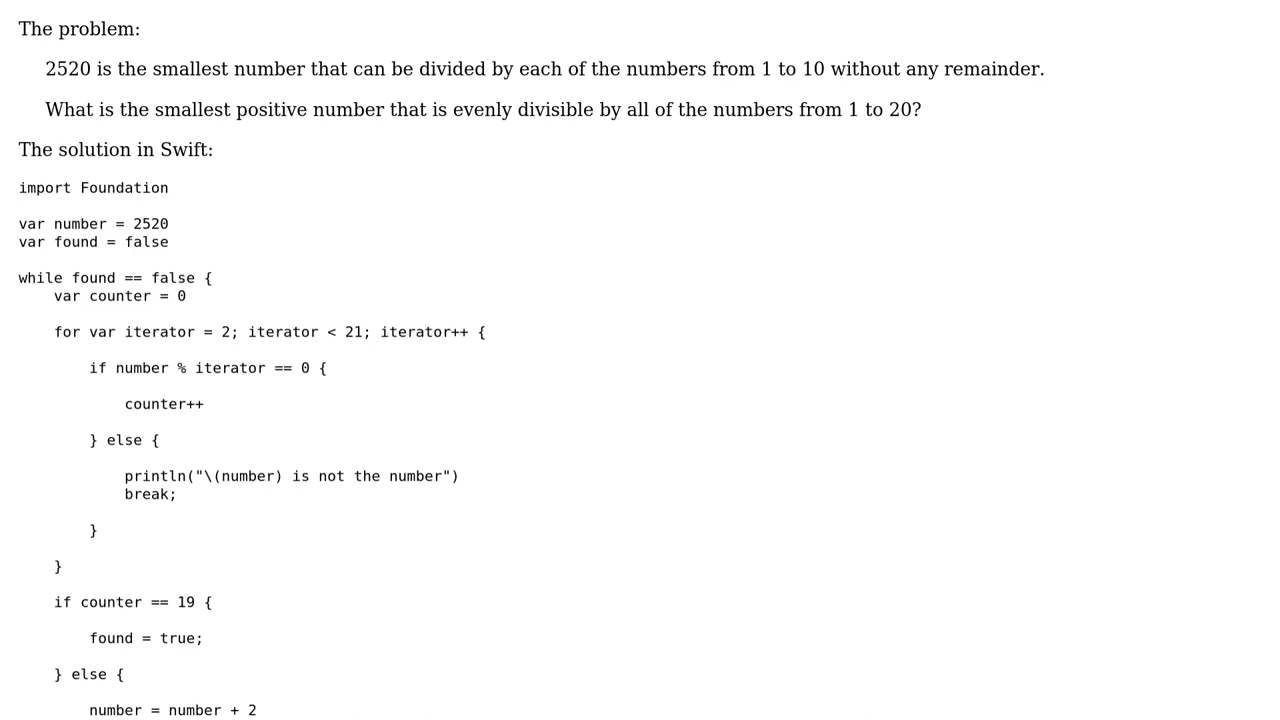 The problem:
2520 is the smallest number that can be divided by each of the numbers from 1 to 10 without any remainder.
What is the smallest positive number that is evenly divisible by all of the numbers from 1 to 20?
The solution in Swift:
import Foundation
var number = 2520
var found = false
while found == false {
    var counter = 0
    for var iterator = 2; iterator < 21; iterator++ {
        if number % iterator == 0 {
            counter++
        } else {
            println("\(number) is not the number")
            break;
        }
    }
    if counter == 19 {
        found = true;
    } else {
        number = number + 2